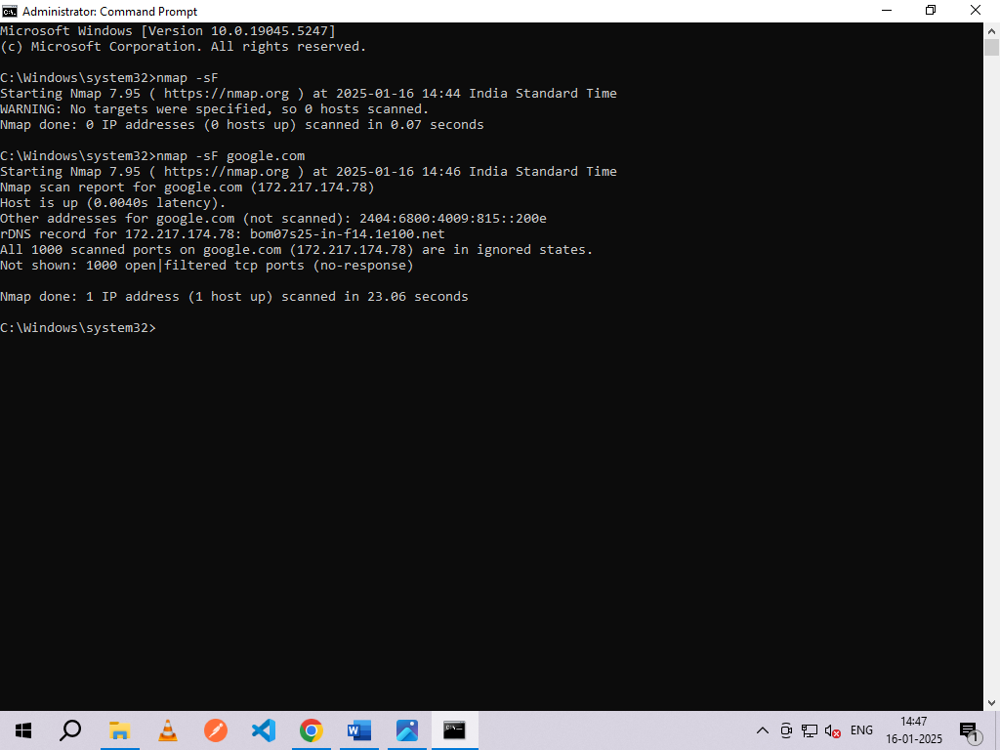 Administrator: Command Prompt
Microsoft Windows [Version 10.0.19045.5247]
(c) Microsoft Corporation. All rights reserved.
C:\Windows\system32>nmap -sF
Starting Nmap 7.95 ( https://nmap.org ) at 2025-01-16 14:44 India Standard Time
WARNING: No targets were specified, so 0 hosts scanned.
Nmap done: 0 IP addresses (0 hosts up) scanned in 0.07 seconds
C:\Windows\system32>nmap -sF google.com
Starting Nmap 7.95 ( https://nmap.org ) at 2025-01-16 14:46 India Standard Time
Nmap scan report for google.com (172.217.174.78)
Host is up (0.0040s latency).
Other addresses for google.com (not scanned): 2404:6800:4009:815::200e
rDNS record for 172.217.174.78: bom07s25-in-f14.1e100.net
All 1000 scanned ports on google.com (172.217.174.78) are in ignored states.
Not shown: 1000 open|filtered tcp ports (no-response)
Nmap done: 1 IP address (1 host up) scanned in 23.06 seconds
C:\Windows\system32>
ENG
14:47
16-01-2025
1